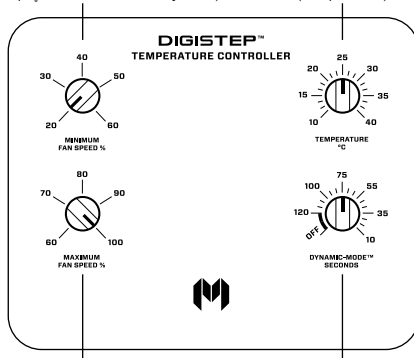 DIGISTEP™
TEMPERATURE CONTROLLER
40
30 50
20 60
MINIMUM
FAN SPEED %
25
20 30
15 35
10 40
TEMPERATURE
°C
80
70 90
60 100
MAXIMUM
FAN SPEED %
75
100 55
120 35
OFF 10
DYNAMIC-MODE™
SECONDS